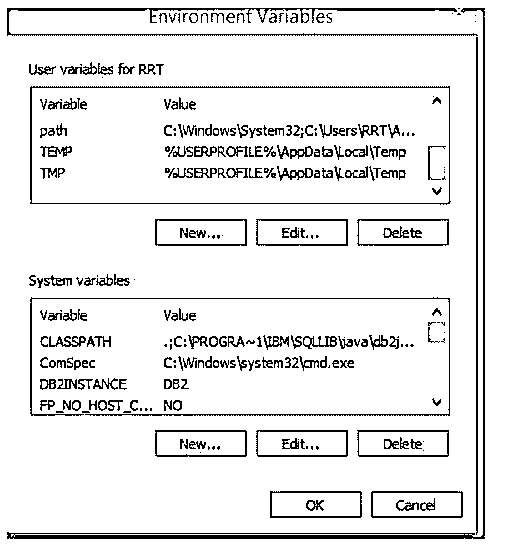 Environment Variables
User variables for RRT
Variable Value
path C:\Windows\System32;C:\Users\RRT\A...
TEMP %USERPROFILE%\AppData\Local\Temp
TMP %USERPROFILE%\AppData\Local\Temp
New... Edit... Delete
System variables
Variable Value
CLASSPATH .;C:\PROGRA~1\IBM\SQLLIB\java\db2j...
ComSpec C:\Windows\system32\cmd.exe
DB2INSTANCE DB2
FP_NO_HOST_C... NO
New... Edit... Delete
OK Cancel